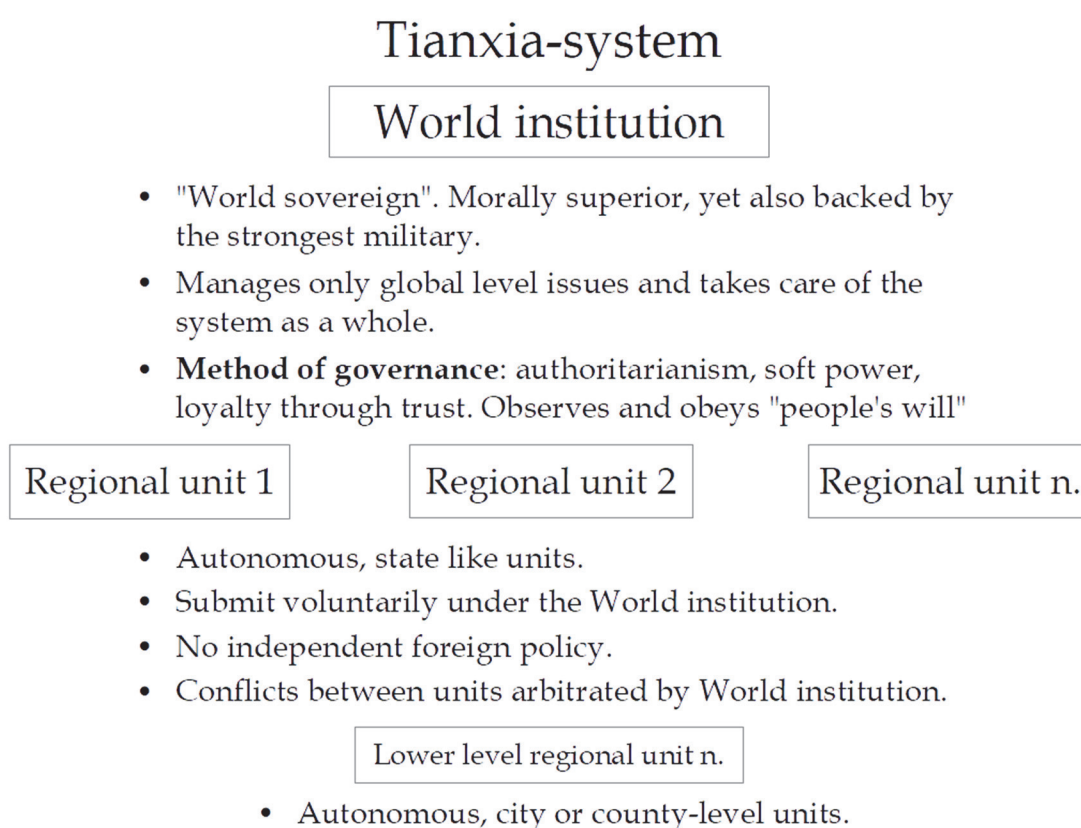 Tianxia-system
World institution
• "World sovereign". Morally superior, yet also backed by
the strongest military.
• Manages only global level issues and takes care of the
system as a whole.
• Method of governance: authoritarianism, soft power,
loyalty through trust. Observes and obeys "people's will"
Regional unit 1
Regional unit 2
Regional unit n.
• Autonomous, state like units.
• Submit voluntarily under the World institution.
• No independent foreign policy.
• Conflicts between units arbitrated by World institution.
Lower level regional unit n.
• Autonomous, city or county-level units.